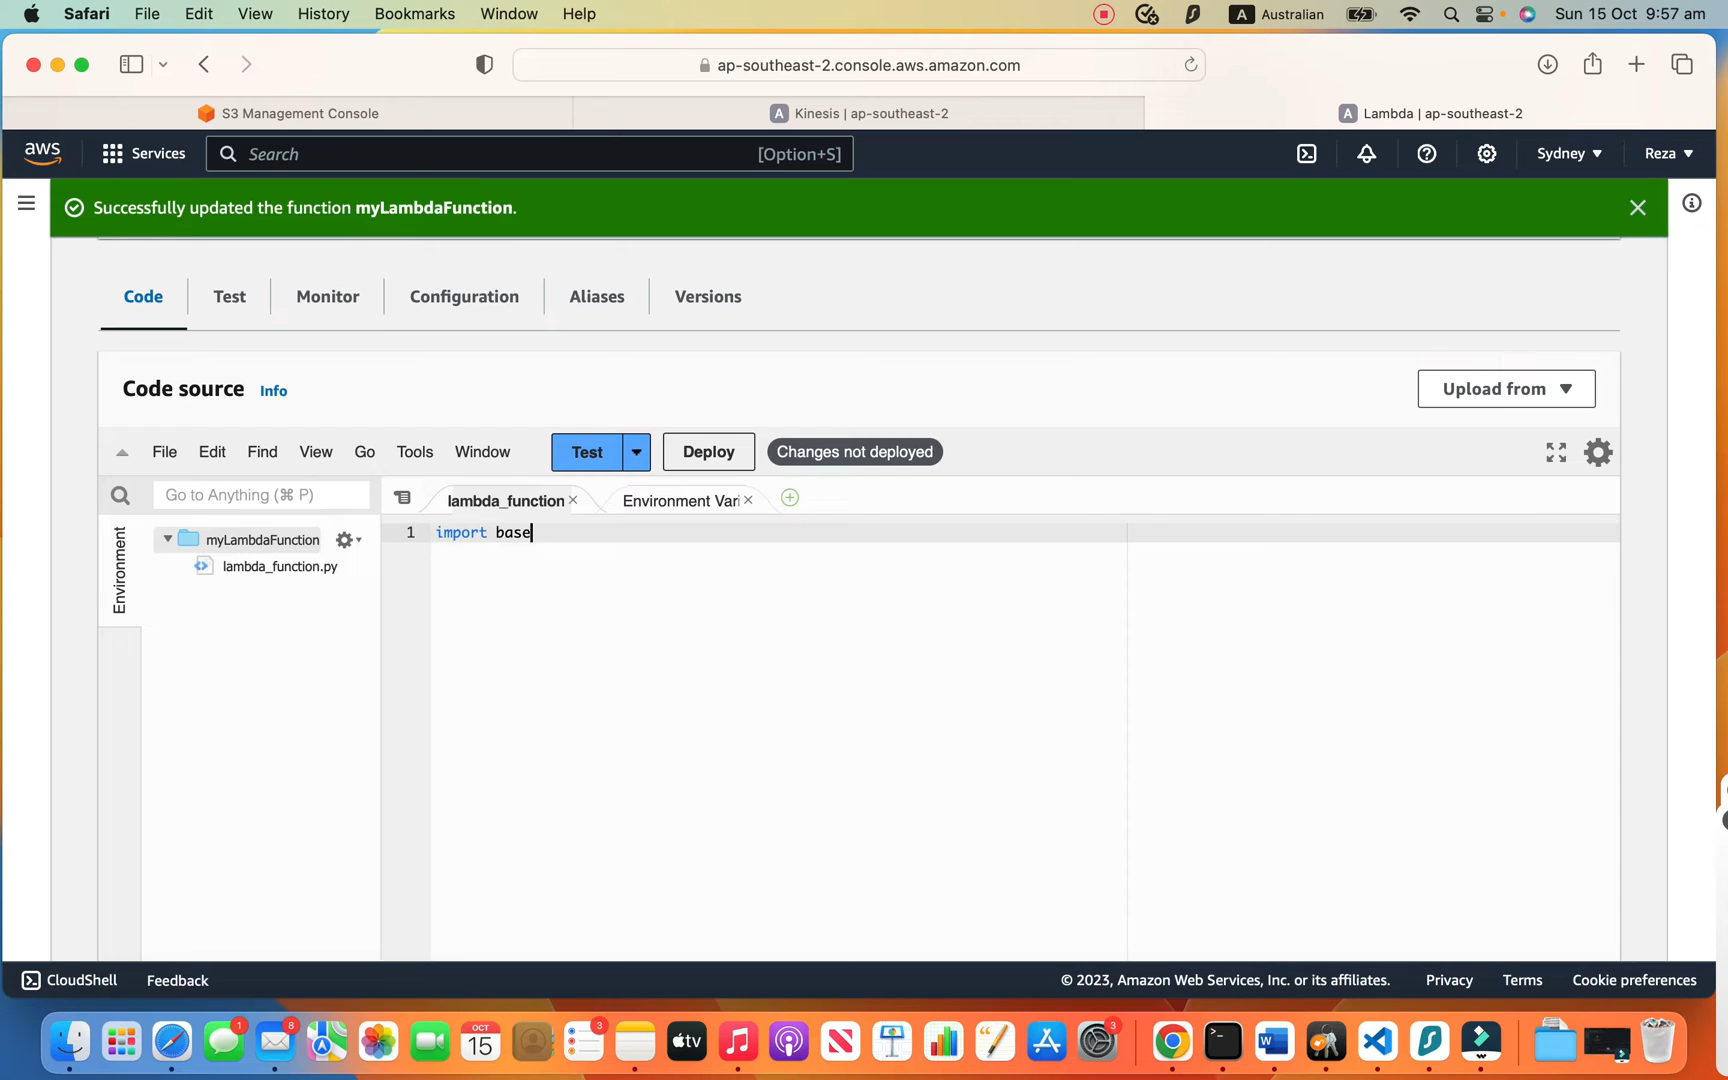 Safari File Edit View History Bookmarks Window Help A Australian Sun 15 Oct 9:57 am
ap-southeast-2.console.aws.amazon.com
S3 Management Console A Kinesis | ap-southeast-2 A Lambda | ap-southeast-2
aws Services Search [Option+S] Sydney Reza
Successfully updated the function myLambdaFunction.
Code Test Monitor Configuration Aliases Versions
Code source Info Upload from
File Edit Find View Go Tools Window Test Deploy Changes not deployed
Go to Anything (⌘ P) lambda_function Environment Vari
1 import base
Environment
myLambdaFunction
lambda_function.py
CloudShell Feedback © 2023, Amazon Web Services, Inc. or its affiliates. Privacy Terms Cookie preferences
1 8 OCT 15 3 tv 3 W